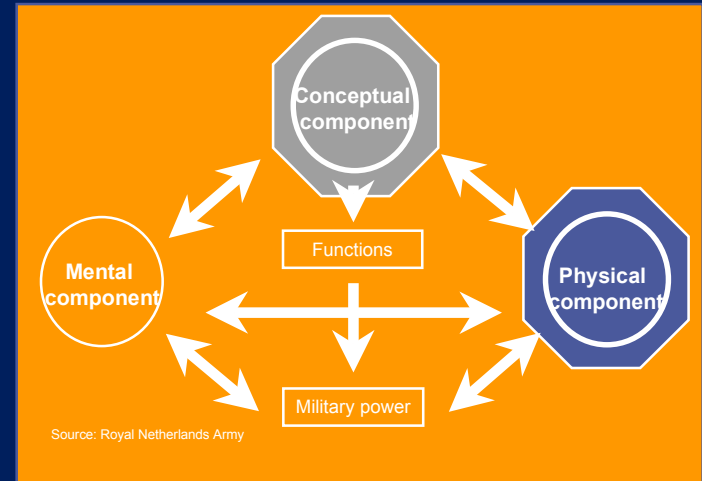 Conceptual
component
Functions
Mental
component
Physical
component
Military power
Source: Royal Netherlands Army